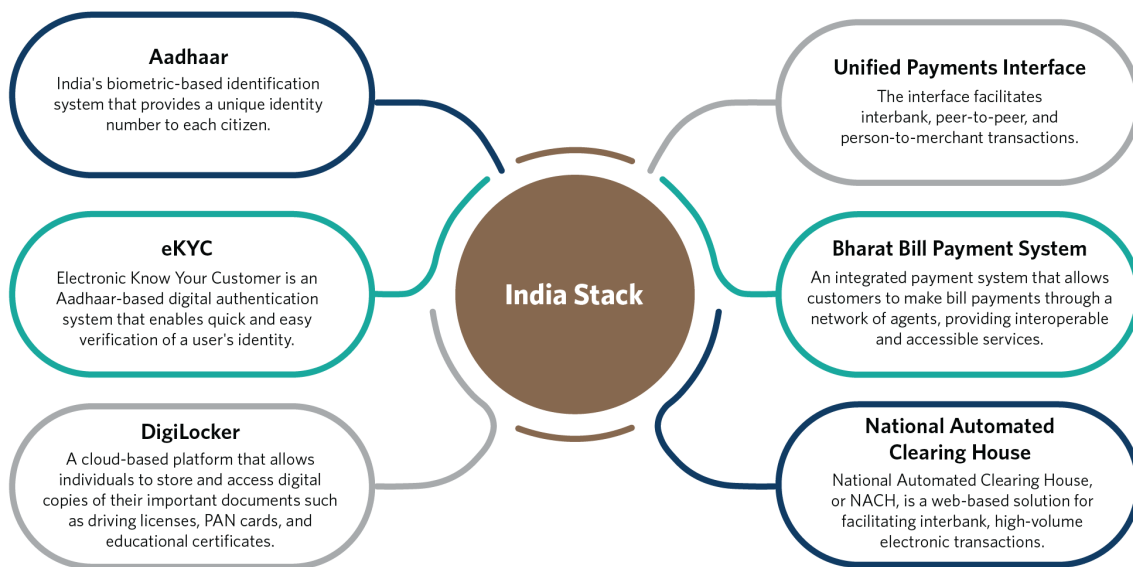 Aadhaar
India's biometric-based identification
system that provides a unique identity
number to each citizen.
eKYC
Electronic Know Your Customer is an
Aadhaar-based digital authentication
system that enables quick and easy
verification of a user's identity.
DigiLocker
A cloud-based platform that allows
individuals to store and access digital
copies of their important documents such
as driving licenses, PAN cards, and
educational certificates.
India Stack
Unified Payments Interface
The interface facilitates
interbank, peer-to-peer, and
person-to-merchant transactions.
Bharat Bill Payment System
An integrated payment system that allows
customers to make bill payments through a
network of agents, providing interoperable
and accessible services.
National Automated
Clearing House
National Automated Clearing House,
or NACH, is a web-based solution for
facilitating interbank, high-volume
electronic transactions.